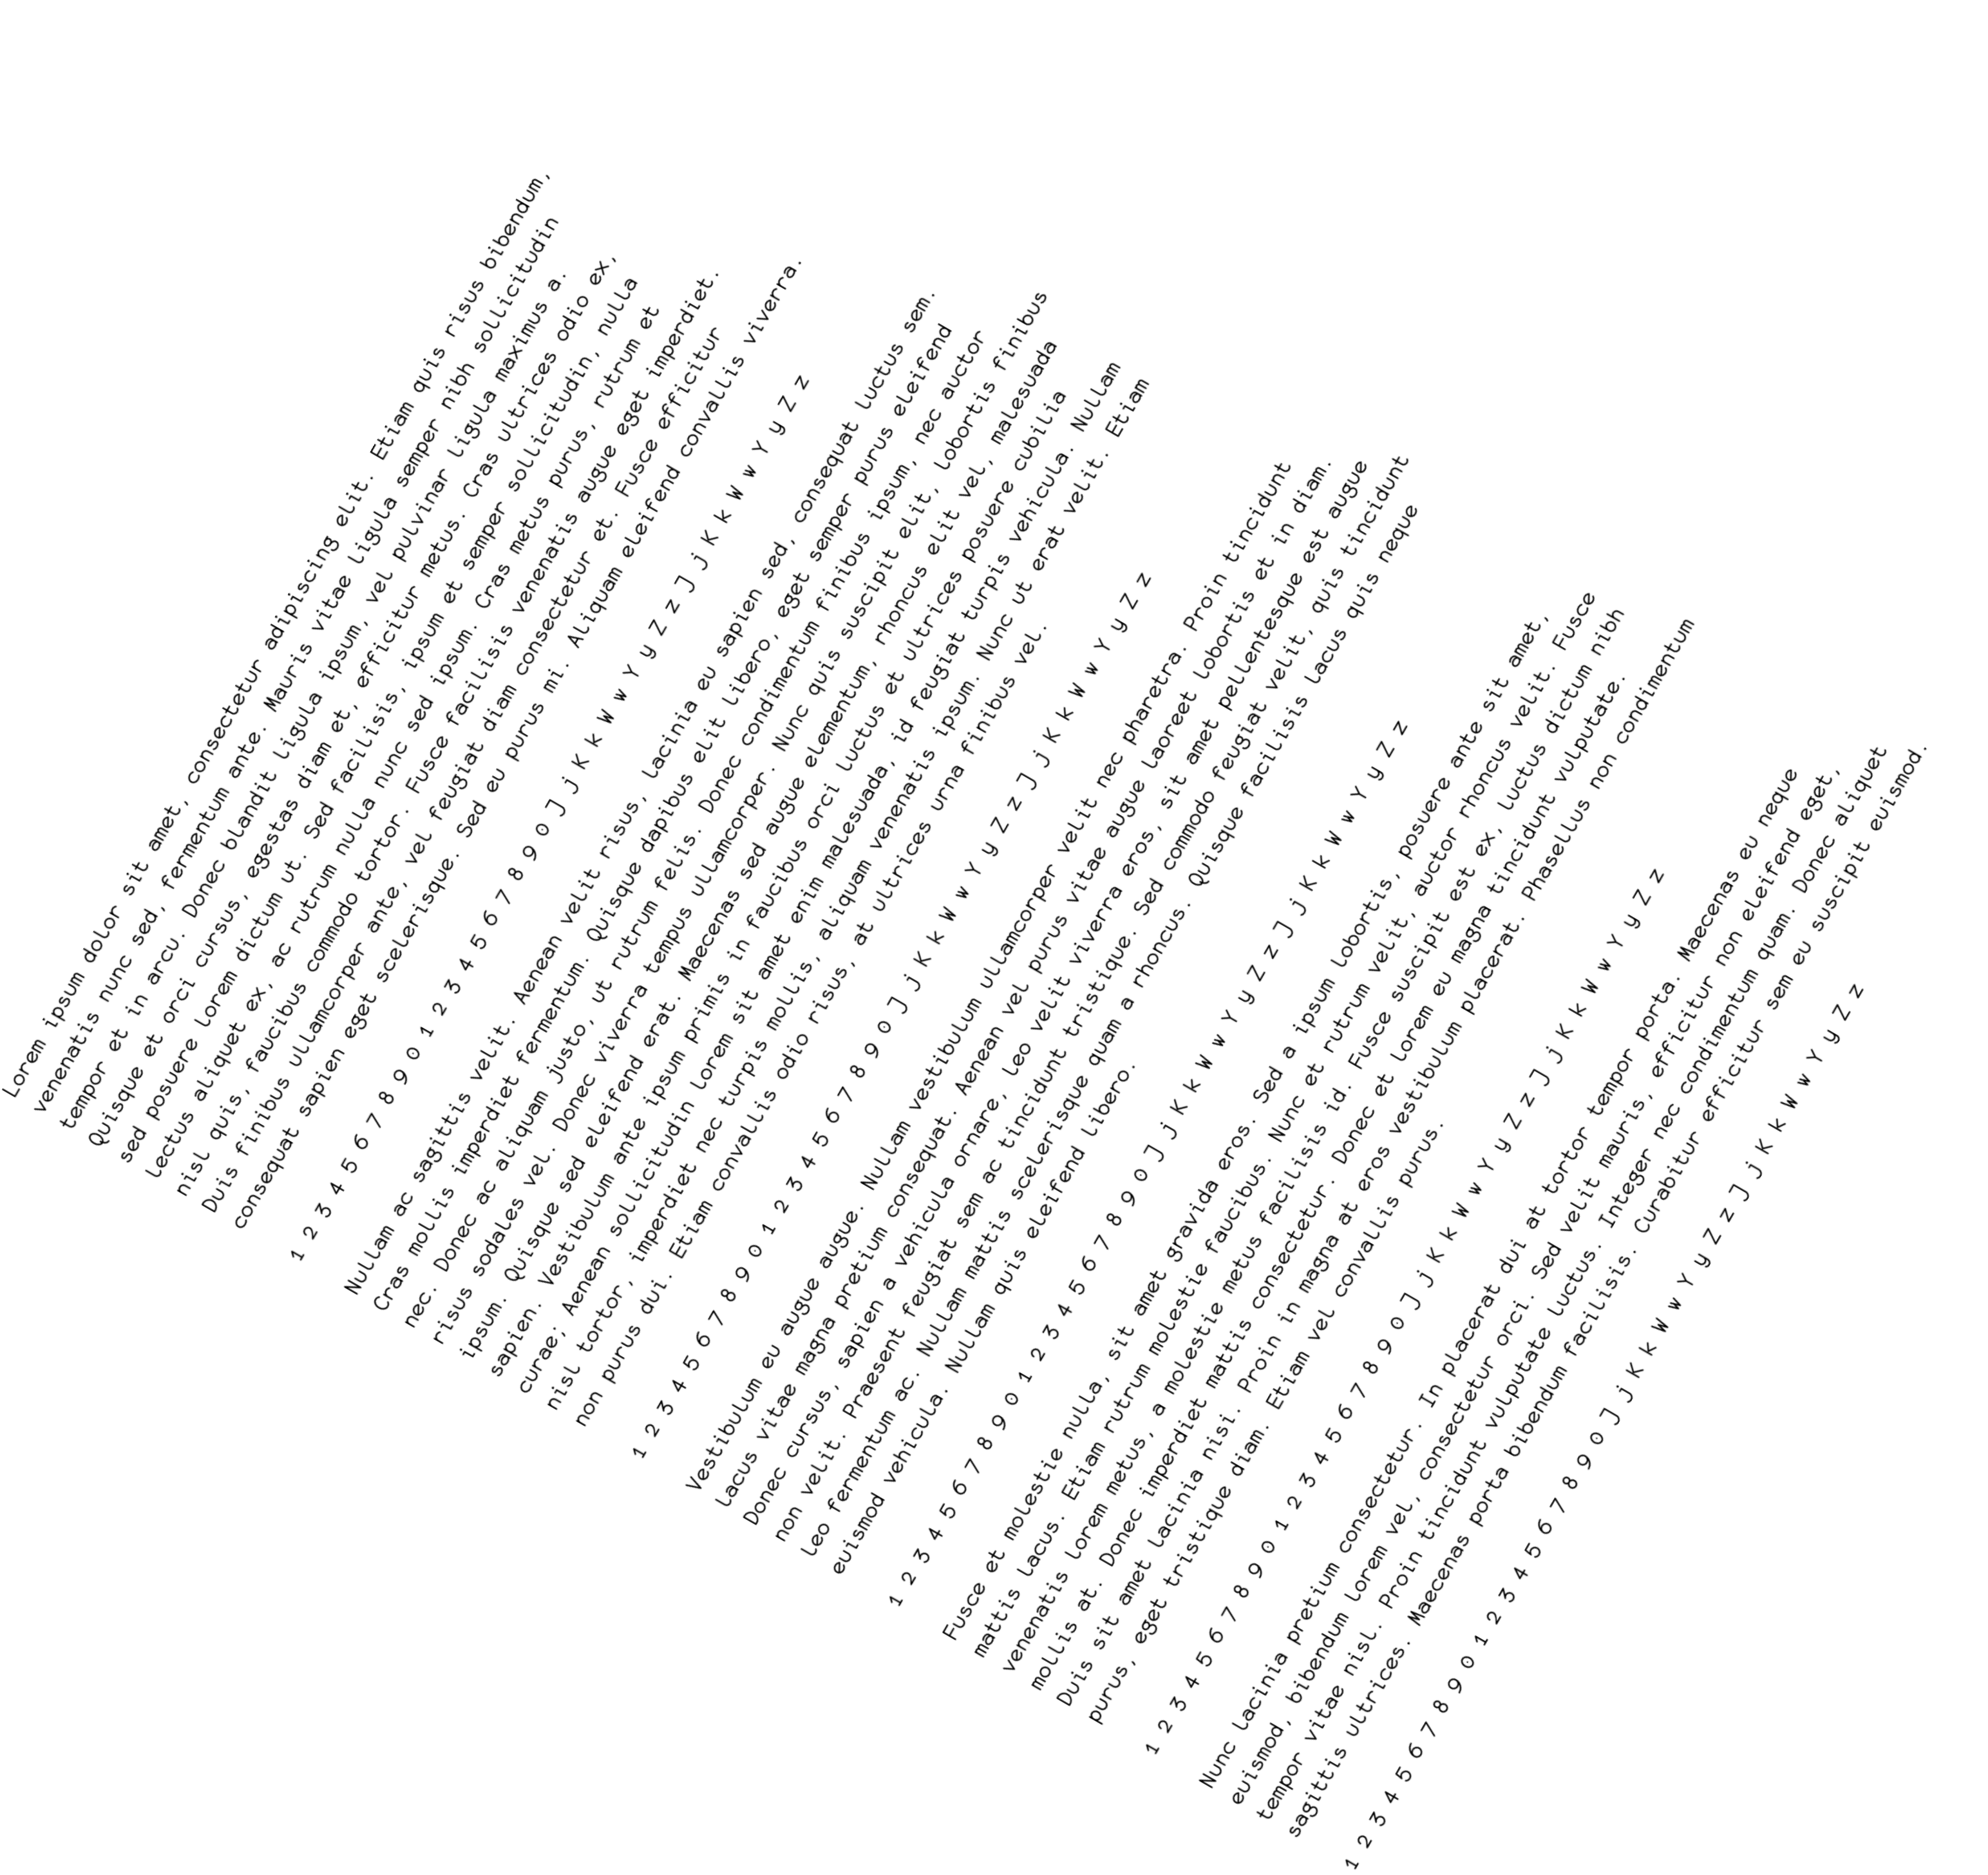 Lorem ipsum dolor sit amet, consectetur adipiscing elit. Etiam quis risus bibendum,
venenatis nunc sed, fermentum ante. Mauris vitae ligula semper nibh sollicitudin
tempor et in arcu. Donec blandit ligula ipsum, vel pulvinar ligula maximus a.
Quisque et orci cursus, egestas diam et, efficitur metus. Cras ultrices odio ex,
sed posuere lorem dictum ut. Sed facilisis, ipsum et semper sollicitudin, nulla
lectus aliquet ex, ac rutrum nulla nunc sed ipsum. Cras metus purus, rutrum et
nisl quis, faucibus commodo tortor. Fusce facilisis venenatis augue eget imperdiet.
Duis finibus ullamcorper ante, vel feugiat diam consectetur et. Fusce efficitur
consequat sapien eget scelerisque. Sed eu purus mi. Aliquam eleifend convallis viverra.
1 2 3 4 5 6 7 8 9 0 1 2 3 4 5 6 7 8 9 0 J j K k W w Y y Z z J j K k W w Y y Z z
Nullam ac sagittis velit. Aenean velit risus, lacinia eu sapien sed, consequat luctus sem.
Cras mollis imperdiet fermentum. Quisque dapibus elit libero, eget semper purus eleifend
nec. Donec ac aliquam justo, ut rutrum felis. Donec condimentum finibus ipsum, nec auctor
risus sodales vel. Donec viverra tempus ullamcorper. Nunc quis suscipit elit, lobortis finibus
ipsum. Quisque sed eleifend erat. Maecenas sed augue elementum, rhoncus elit vel, malesuada
sapien. Vestibulum ante ipsum primis in faucibus orci luctus et ultrices posuere cubilia
curae; Aenean sollicitudin lorem sit amet enim malesuada, id feugiat turpis vehicula. Nullam
nisl tortor, imperdiet nec turpis mollis, aliquam venenatis ipsum. Nunc ut erat velit. Etiam
non purus dui. Etiam convallis odio risus, at ultrices urna finibus vel.
1 2 3 4 5 6 7 8 9 0 1 2 3 4 5 6 7 8 9 0 J j K k W w Y y Z z J j K k W w Y y Z z
Vestibulum eu augue augue. Nullam vestibulum ullamcorper velit nec pharetra. Proin tincidunt
lacus vitae magna pretium consequat. Aenean vel purus vitae augue laoreet lobortis et in diam.
Donec cursus, sapien a vehicula ornare, leo velit viverra eros, sit amet pellentesque est augue
non velit. Praesent feugiat sem ac tincidunt tristique. Sed commodo feugiat velit, quis tincidunt
leo fermentum ac. Nullam mattis scelerisque quam a rhoncus. Quisque facilisis lacus quis neque
euismod vehicula. Nullam quis eleifend libero.
1 2 3 4 5 6 7 8 9 0 1 2 3 4 5 6 7 8 9 0 J j K k W w Y y Z z J j K k W w Y y Z z
Fusce et molestie nulla, sit amet gravida eros. Sed a ipsum lobortis, posuere ante sit amet,
mattis lacus. Etiam rutrum molestie faucibus. Nunc et rutrum velit, auctor rhoncus velit. Fusce
venenatis lorem metus, a molestie metus facilisis id. Fusce suscipit est ex, luctus dictum nibh
mollis at. Donec imperdiet mattis consectetur. Donec et lorem eu magna tincidunt vulputate.
Duis sit amet lacinia nisi. Proin in magna at eros vestibulum placerat. Phasellus non condimentum
purus, eget tristique diam. Etiam vel convallis purus.
1 2 3 4 5 6 7 8 9 0 1 2 3 4 5 6 7 8 9 0 J j K k W w Y y Z z J j K k W w Y y Z z
Nunc lacinia pretium consectetur. In placerat dui at tortor tempor porta. Maecenas eu neque
euismod, bibendum lorem vel, consectetur orci. Sed velit mauris, efficitur non eleifend eget,
tempor vitae nisl. Proin tincidunt vulputate luctus. Integer nec condimentum quam. Donec aliquet
sagittis ultrices. Maecenas porta bibendum facilisis. Curabitur efficitur sem eu suscipit euismod.
1 2 3 4 5 6 7 8 9 0 1 2 3 4 5 6 7 8 9 0 J j K k W w Y y Z z J j K k W w Y y Z z